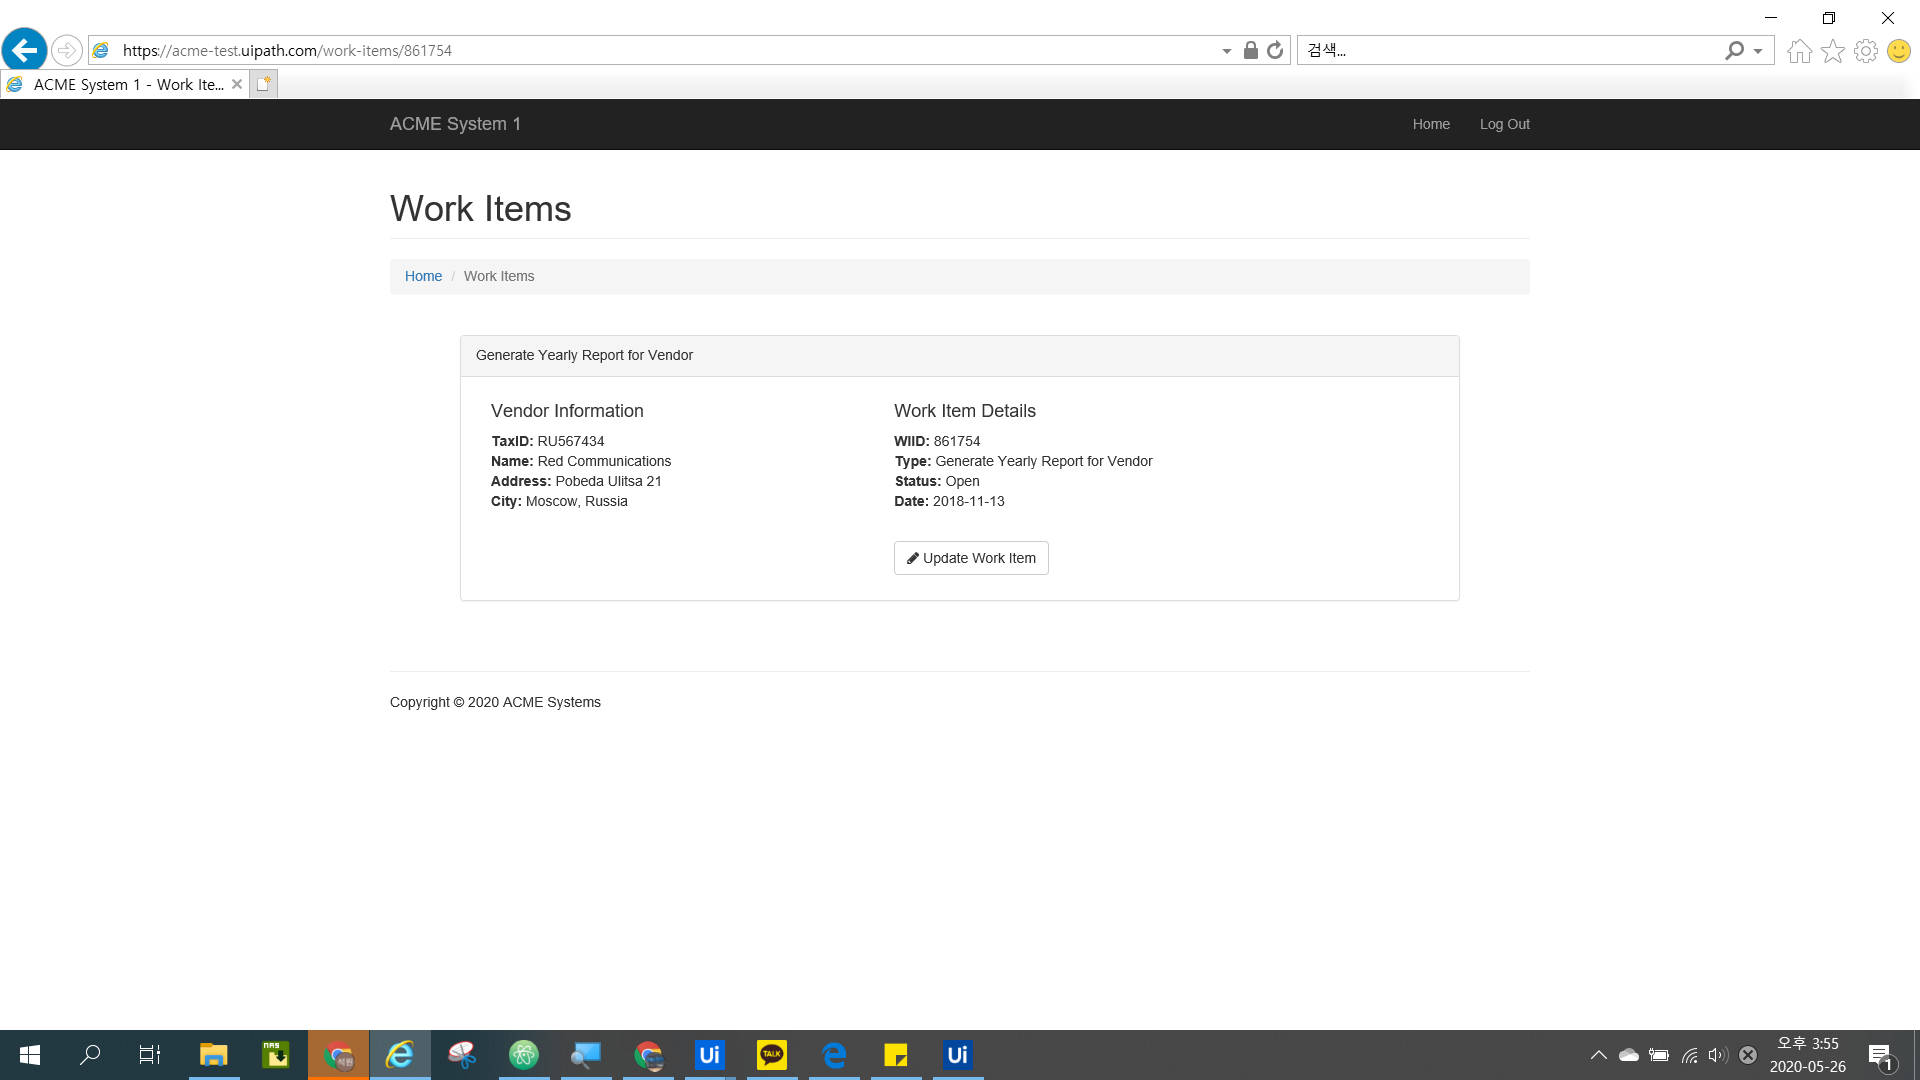 https://acme-test.uipath.com/work-items/861754
검색...
ACME System 1 - Work Ite...
ACME System 1
Home
Log Out
Work Items
Home / Work Items
Generate Yearly Report for Vendor
Vendor Information
TaxID: RU567434
Name: Red Communications
Address: Pobeda Ulitsa 21
City: Moscow, Russia
Work Item Details
WIID: 861754
Type: Generate Yearly Report for Vendor
Status: Open
Date: 2018-11-13
Update Work Item
Copyright © 2020 ACME Systems
NAS
Ui
TALK
Ui
오후 3:55
2020-05-26
1